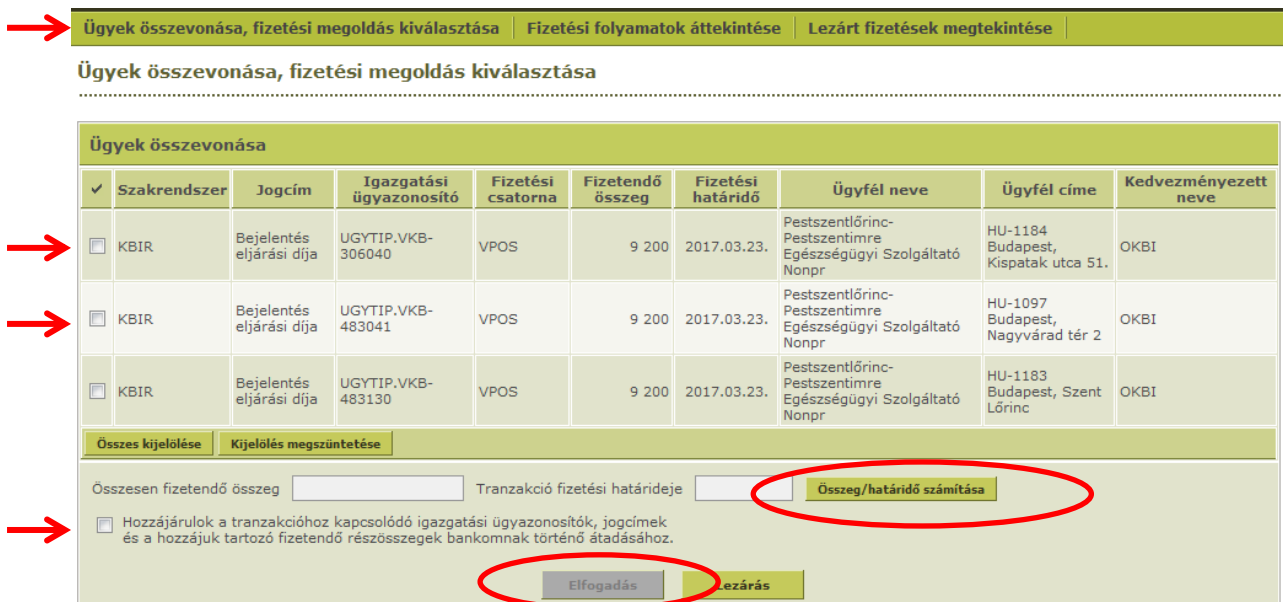 Ügyek összevonása, fizetési megoldás kiválasztása Fizetési folyamatok áttekintése Lezárt fizetések megtekintése
Ügyek összevonása, fizetési megoldás kiválasztása
Ügyek összevonása
Szakrendszer Jogcím Igazgatási ügyazonosító Fizetési csatorna Fizetendő összeg Fizetési határidő Ügyfél neve Ügyfél címe Kedvezményezett neve
KBIR Bejelentés eljárási díja UGYTIP.VKB-306040 VPOS 9 200 2017.03.23. Pestszentlőrinc-Pestszentimre Egészségügyi Szolgáltató Nonpr HU-1184 Budapest, Kispatak utca 51. OKBI
KBIR Bejelentés eljárási díja UGYTIP.VKB-483041 VPOS 9 200 2017.03.23. Pestszentlőrinc-Pestszentimre Egészségügyi Szolgáltató Nonpr HU-1097 Budapest, Nagyvárad tér 2 OKBI
KBIR Bejelentés eljárási díja UGYTIP.VKB-483130 VPOS 9 200 2017.03.23. Pestszentlőrinc-Pestszentimre Egészségügyi Szolgáltató Nonpr HU-1183 Budapest, Szent Lőrinc OKBI
Összes kijelölése Kijelölés megszüntetése
Összesen fizetendő összeg Tranzakció fizetési határideje Összeg/határidő számítása
Hozzájárulok a tranzakcióhoz kapcsolódó igazgatási ügyazonosítók, jogcímek
és a hozzájuk tartozó fizetendő részösszegek bankomnak történő átadásához.
Elfogadás Lezárás